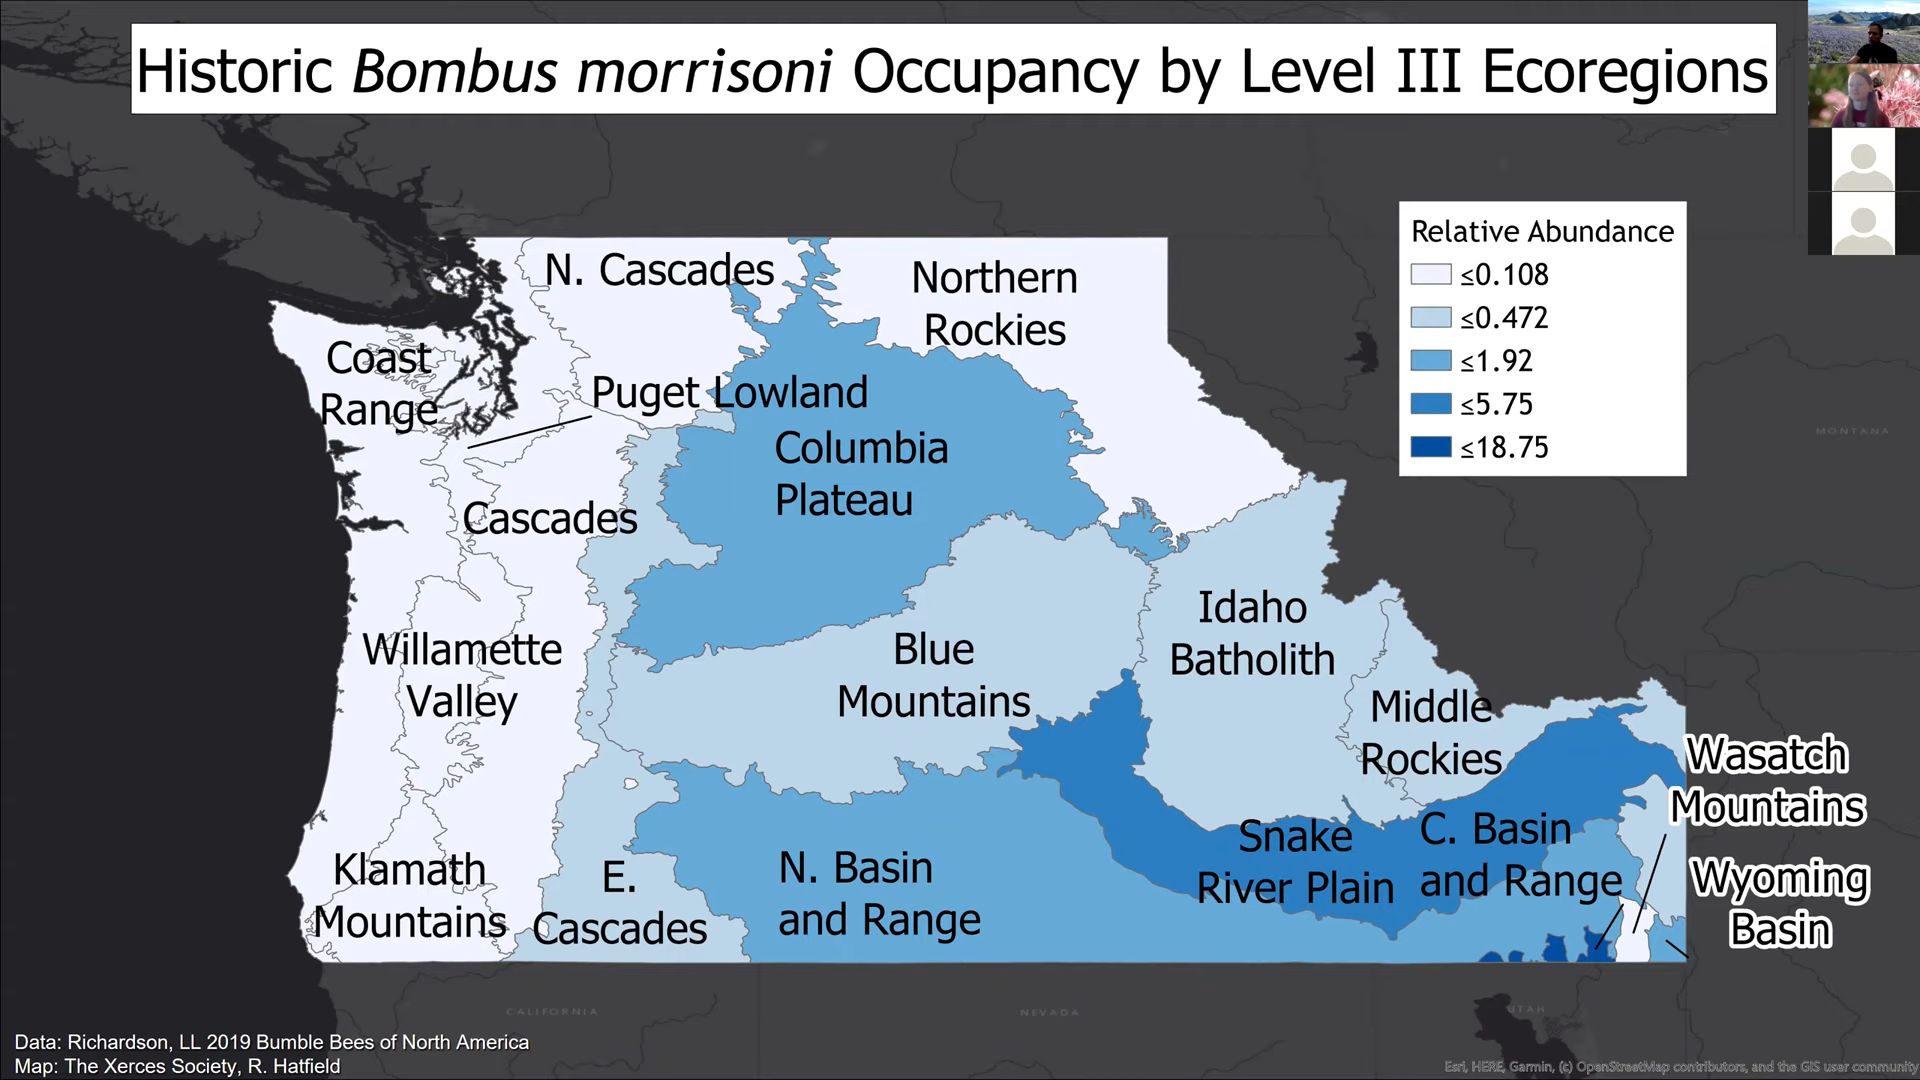 Historic Bombus morrisoni Occupancy by Level III Ecoregions
Relative Abundance
≤0.108
≤0.472
≤1.92
≤5.75
≤18.75
N. Cascades
Northern
Rockies
Coast
Range
Puget Lowland
Columbia
Plateau
Cascades
Idaho
Batholith
Willamette
Valley
Blue
Mountains
Middle
Rockies
Wasatch
Mountains
Snake
River Plain
C. Basin
and Range
Klamath
Mountains
E.
Cascades
N. Basin
and Range
Wyoming
Basin
MONTANA
CALIFORNIA
NEVADA
UTAH
Data: Richardson, LL 2019 Bumble Bees of North America
Map: The Xerces Society, R. Hatfield
Esri, HERE, Garmin, (c) OpenStreetMap contributors, and the GIS user community